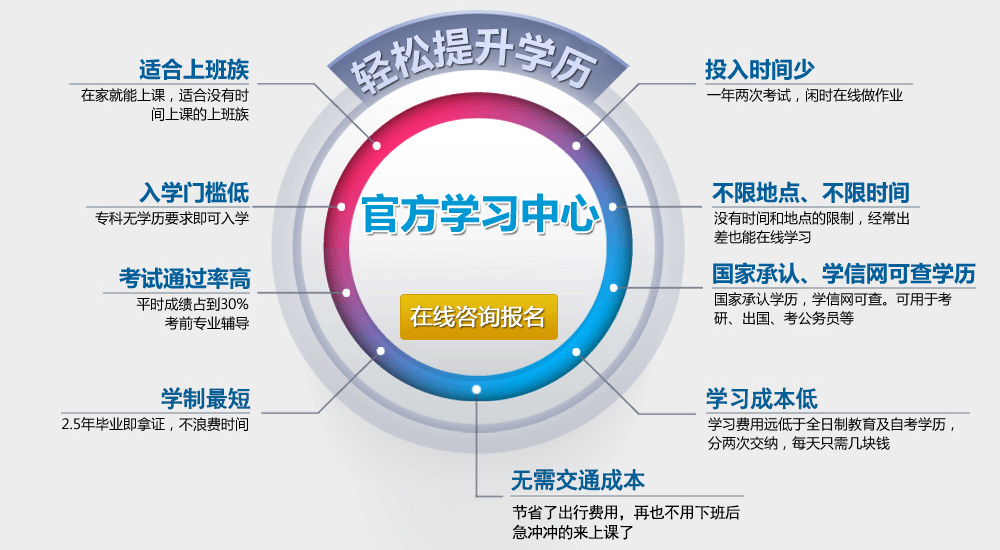 轻松提升学历
适合上班族
在家就能上课，适合没有时
间上课的上班族
入学门槛低
专科无学历要求即可入学
考试通过率高
平时成绩占到30%
考前专业辅导
学制最短
2.5年毕业即拿证，不浪费时间
官方学习中心
在线咨询报名
投入时间少
一年两次考试，闲时在线做作业
不限地点、不限时间
没有时间和地点的限制，经常出
差也能在线学习
国家承认、学信网可查学历
国家承认学历，学信网可查。可用于考
研、出国、考公务员等
学习成本低
学习费用远低于全日制教育及自考学历，
分两次交纳，每天只需几块钱
无需交通成本
节省了出行费用，再也不用下班后
急冲冲的来上课了